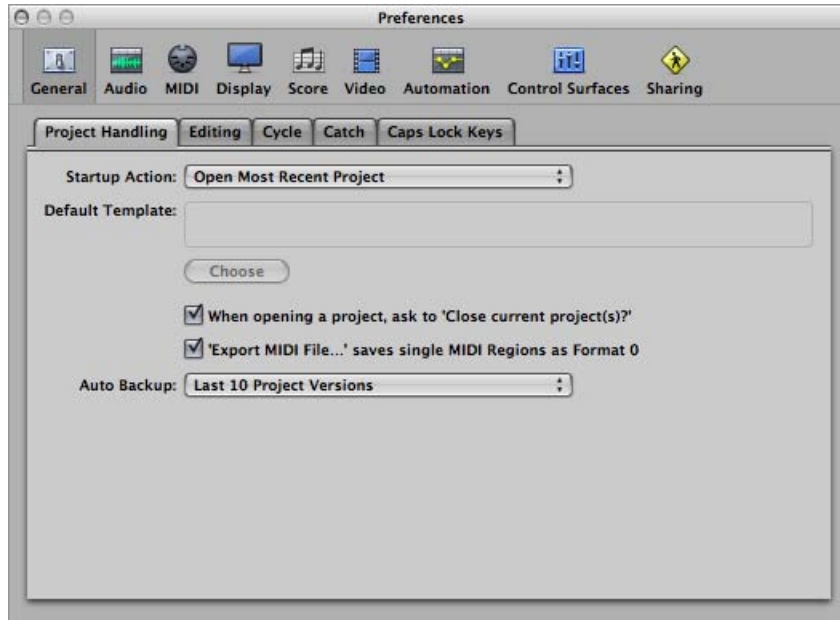 Preferences
General Audio MIDI Display Score Video Automation Control Surfaces Sharing
Project Handling Editing Cycle Catch Caps Lock Keys
Startup Action: Open Most Recent Project
Default Template:
Choose
When opening a project, ask to 'Close current project(s)?'
'Export MIDI File...' saves single MIDI Regions as Format 0
Auto Backup: Last 10 Project Versions